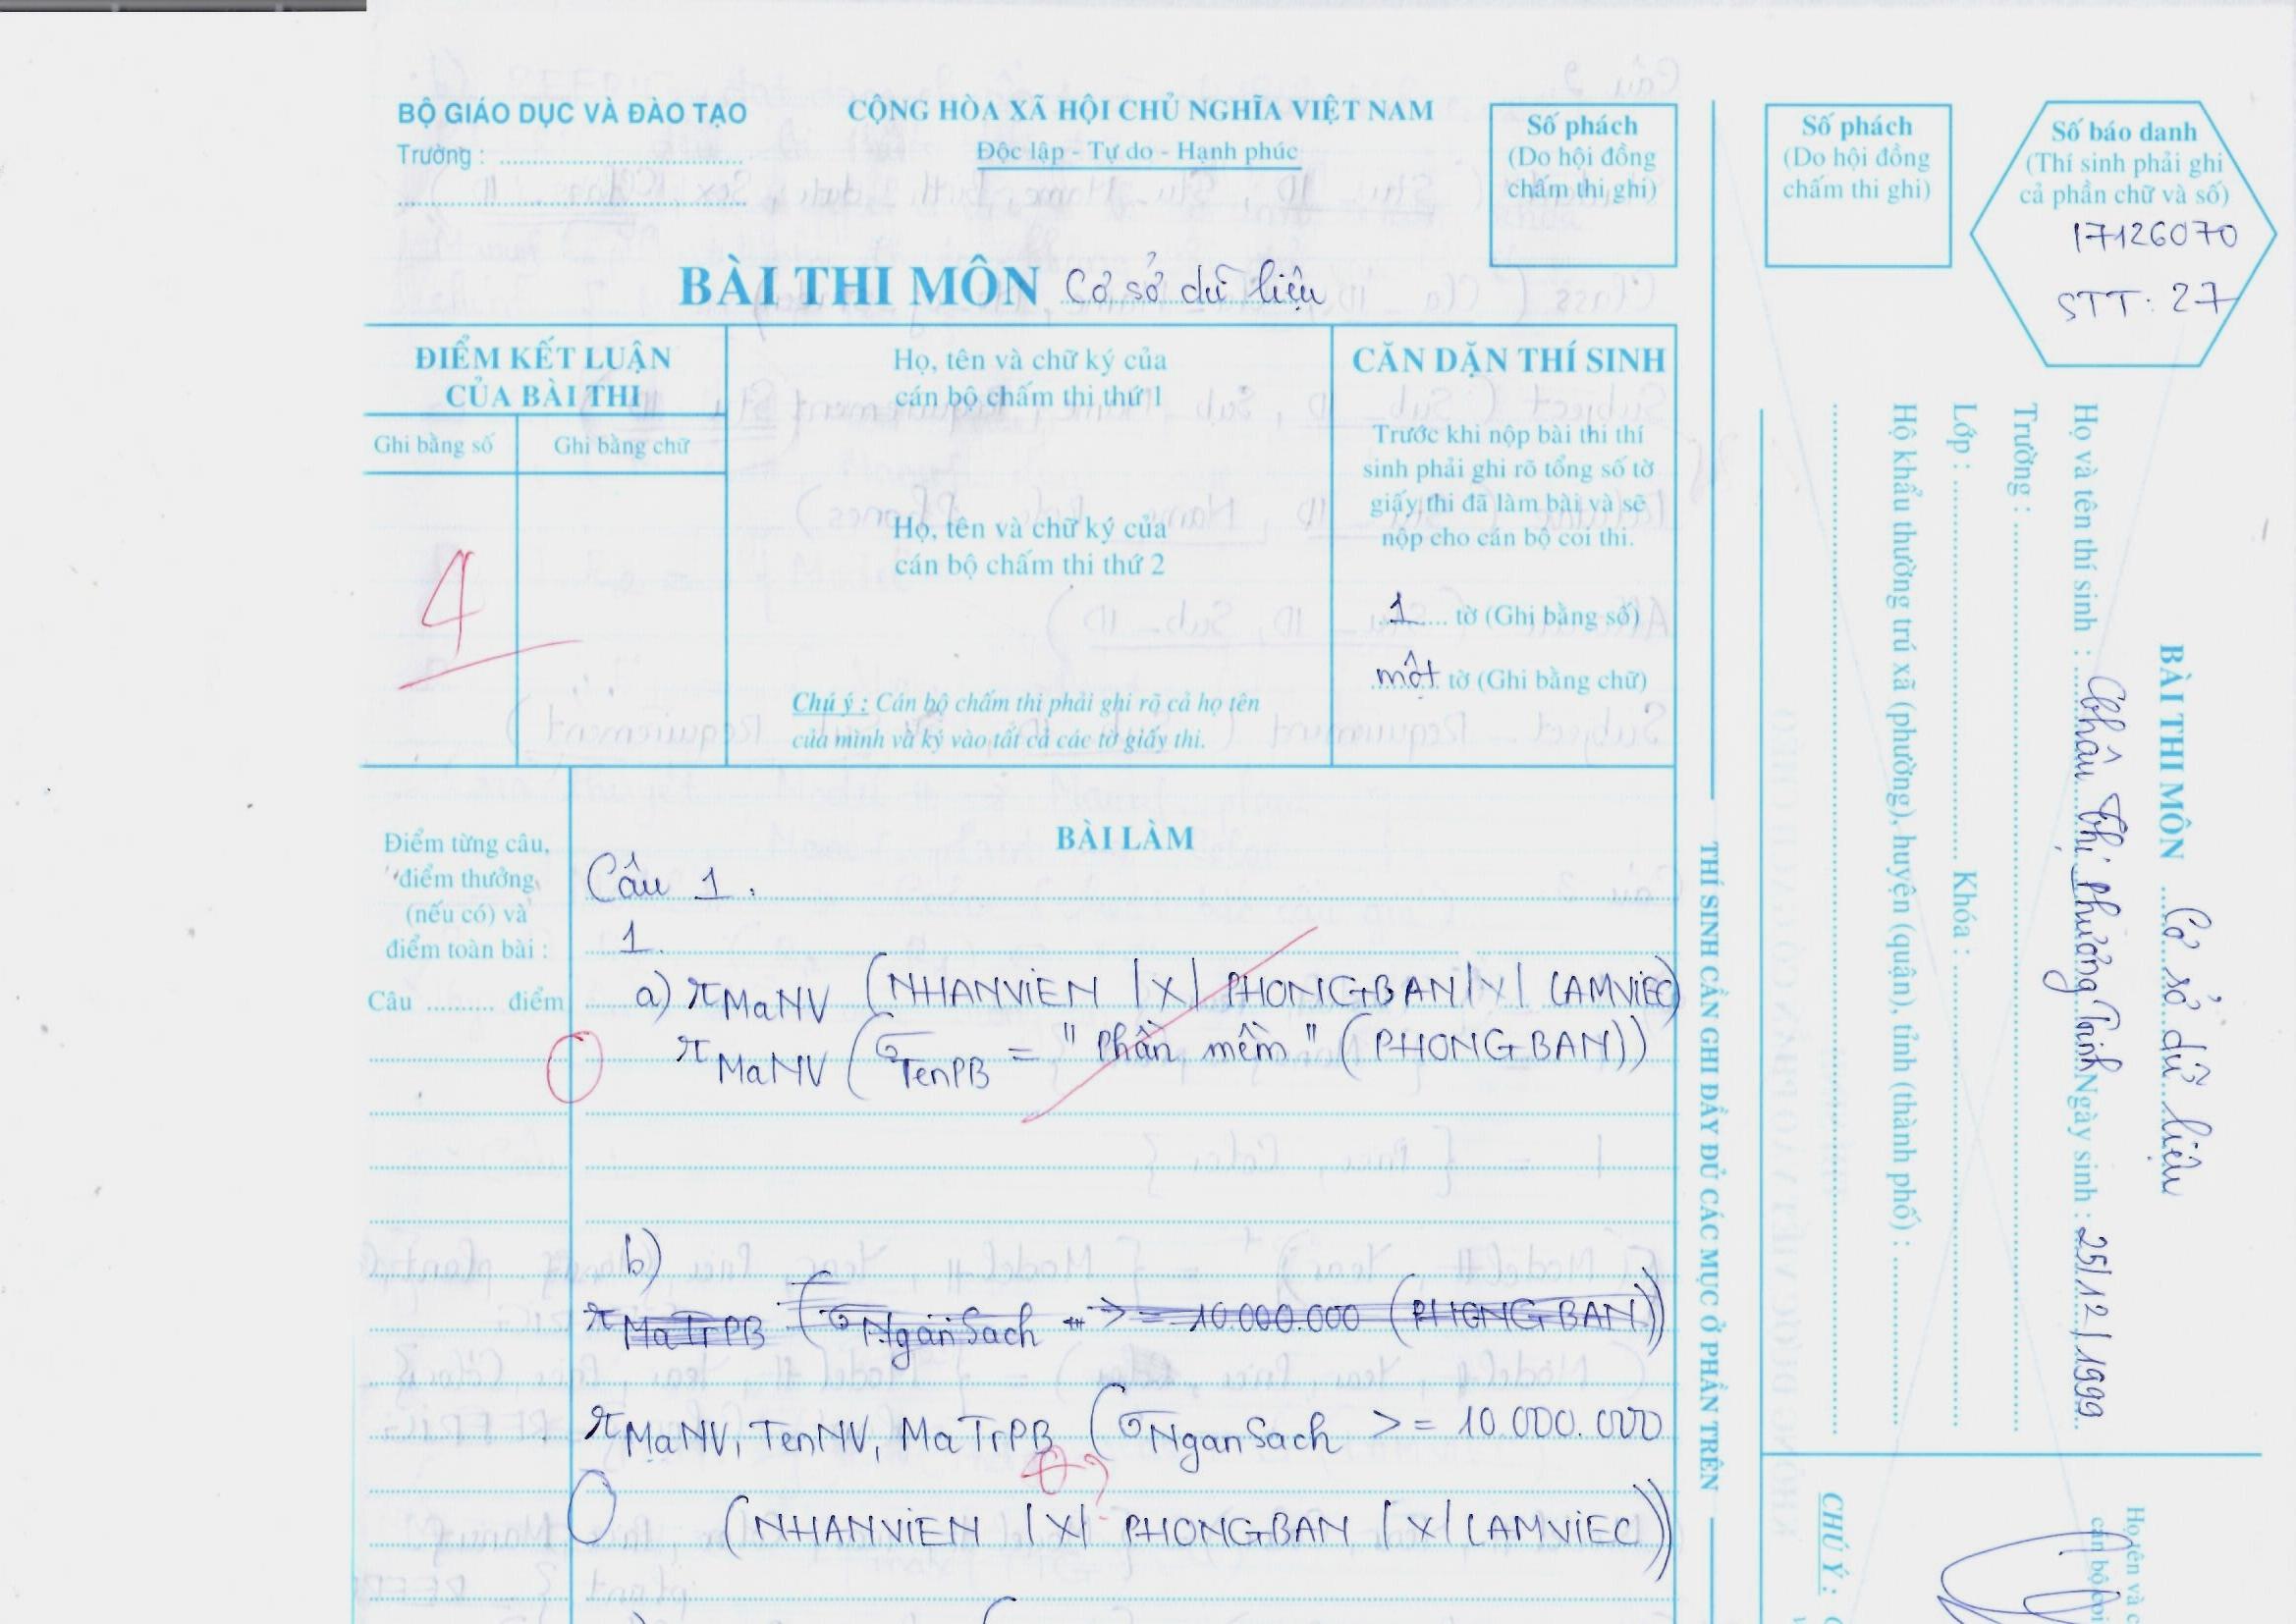 BỘ GIÁO DỤC VÀ ĐÀO TẠO
Trường : ..............................
CỘNG HÒA XÃ HỘI CHỦ NGHĨA VIỆT NAM
Độc lập - Tự do - Hạnh phúc
Số phách
(Do hội đồng
chấm thi ghi)
BÀI THI MÔN Cơ sở dữ liệu
ĐIỂM KẾT LUẬN
CỦA BÀI THI
Ghi bằng số
Ghi bằng chữ
4
Họ, tên và chữ ký của
cán bộ chấm thi thứ 1
Họ, tên và chữ ký của
cán bộ chấm thi thứ 2
Chú ý : Cán bộ chấm thi phải ghi rõ cả họ tên
của mình và ký vào tất cả các tờ giấy thi.
CĂN DẶN THÍ SINH
Trước khi nộp bài thi thí
sinh phải ghi rõ tổng số tờ
giấy thi đã làm bài và sẽ
nộp cho cán bộ coi thi.
1 tờ (Ghi bằng số)
một tờ (Ghi bằng chữ)
Điểm từng câu,
điểm thưởng
(nếu có) và
điểm toàn bài :
Câu .......... điểm
BÀI LÀM
Câu 1 .
1.
a) π MaNV (NHANVIEN |X| PHONGBAN |X| LAMVIEC)
π MaNV (σ TenPB = "Phần mềm" (PHONGBAN))
0
b)
π MaTrPB (σ NganSach >= 10.000.000 (PHONGBAN))
π MaNV, TenNV, MaTrPB (σ NganSach >= 10.000.000
0
?
(NHANVIEN |X| PHONGBAN |X| LAMVIEC))
THÍ SINH CẦN GHI ĐẦY ĐỦ CÁC MỤC Ở PHẦN TRÊN
Số phách
(Do hội đồng
chấm thi ghi)
Số báo danh
(Thí sinh phải ghi
cả phần chữ và số)
17126070
STT: 27
BÀI THI MÔN Cơ sở dữ liệu
Họ và tên thí sinh : Châu Thị Phương Trinh Ngày sinh : 25/12/1999
Trường :
Lớp : Khóa :
Hộ khẩu thường trú xã (phường), huyện (quận), tỉnh (thành phố) :
Họ, tên và
cán bộ coi
CHÚ Ý :